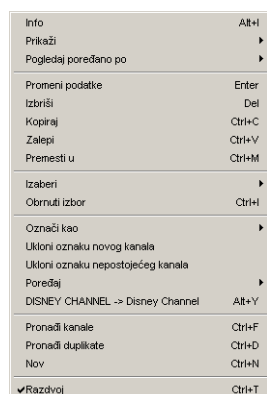 Info Alt+I
Prikaži
Pogledaj poređano po
Promeni podatke Enter
Izbriši Del
Kopiraj Ctrl+C
Zalepi Ctrl+V
Premesti u Ctrl+M
Izaberi
Obrnuti izbor Ctrl+I
Označi kao
Ukloni oznaku novog kanala
Ukloni oznaku nepostojećeg kanala
Poređaj
DISNEY CHANNEL -> Disney Channel Alt+Y
Pronađi kanale Ctrl+F
Pronađi duplikate Ctrl+D
Nov Ctrl+N
Razdvoj Ctrl+T